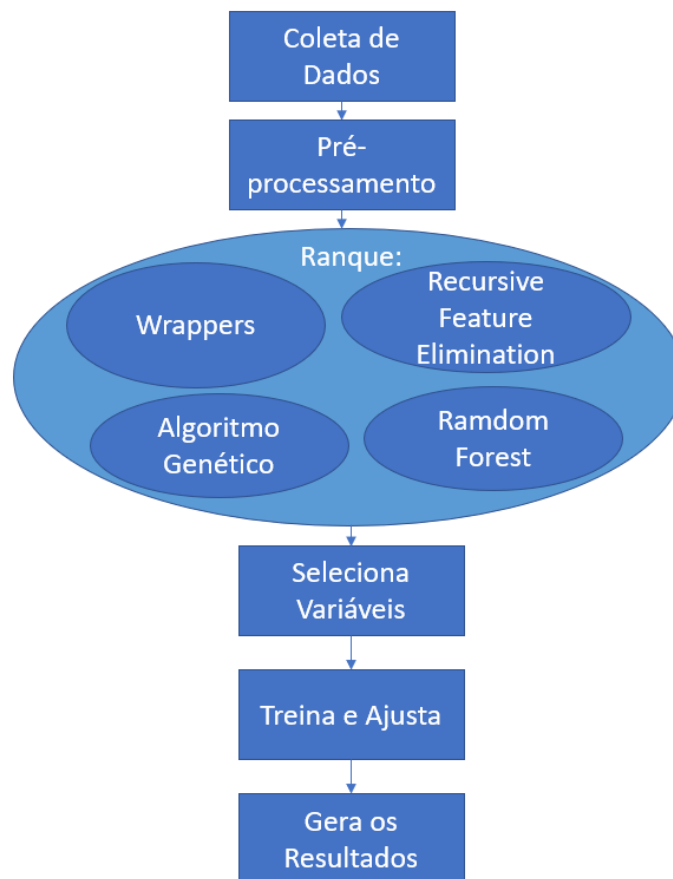 Coleta de
Dados
Pré-
processamento
Ranque:
Wrappers
Recursive
Feature
Elimination
Algoritmo
Genético
Ramdom
Forest
Seleciona
Variáveis
Treina e Ajusta
Gera os
Resultados